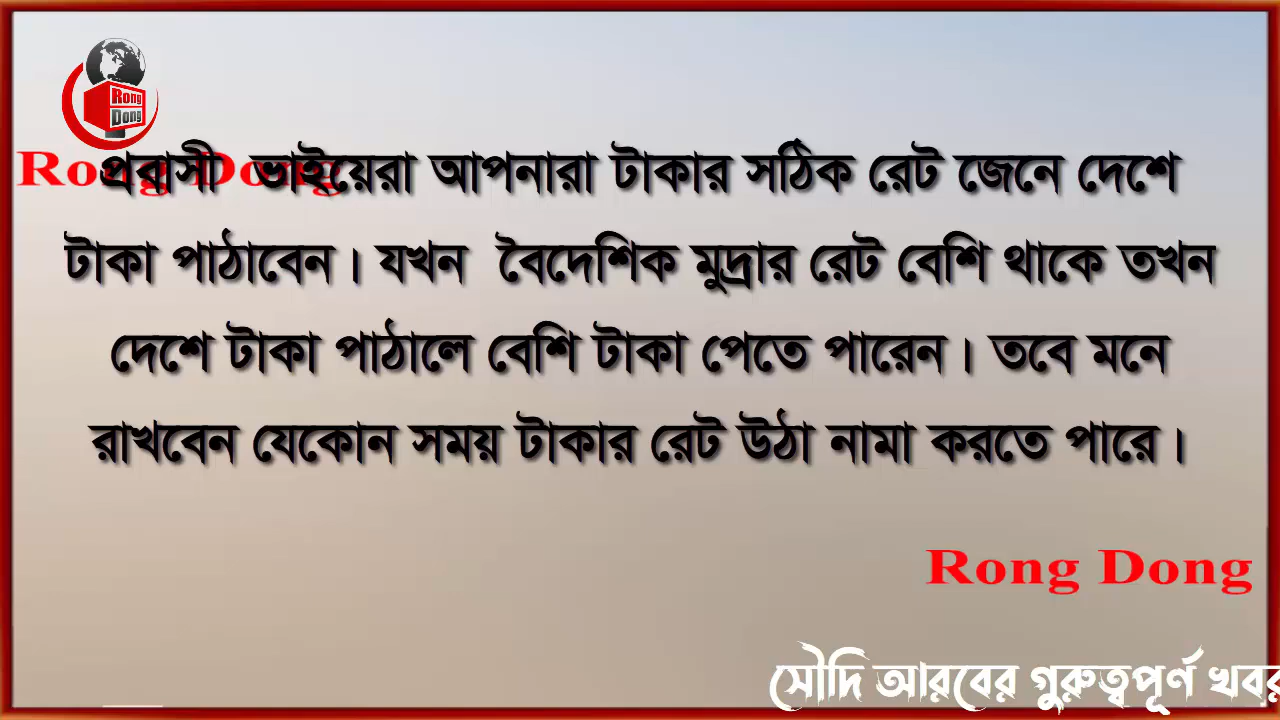 Rong
Dong
Rong Dong
প্রবাসী ভাইয়েরা আপনারা টাকার সঠিক রেট জেনে দেশে
টাকা পাঠাবেন। যখন বৈদেশিক মুদ্রার রেট বেশি থাকে তখন
দেশে টাকা পাঠালে বেশি টাকা পেতে পারেন। তবে মনে
রাখবেন যেকোন সময় টাকার রেট উঠা নামা করতে পারে।
Rong Dong
সৌদি আরবের গুরুত্বপূর্ণ খবর